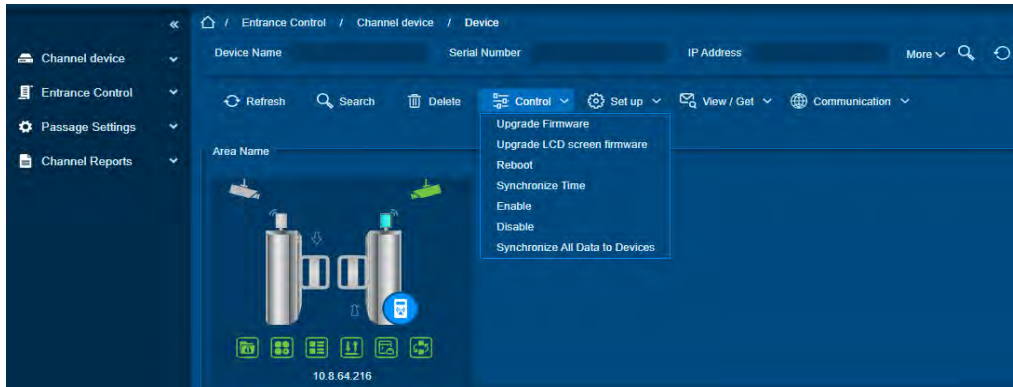 « / Entrance Control / Channel device / Device
Channel device
Entrance Control
Passage Settings
Channel Reports
Device Name Serial Number IP Address More
Refresh Search Delete Control Set up View / Get Communication
Upgrade Firmware
Upgrade LCD screen firmware
Reboot
Synchronize Time
Enable
Disable
Synchronize All Data to Devices
Area Name
10.8.64.216